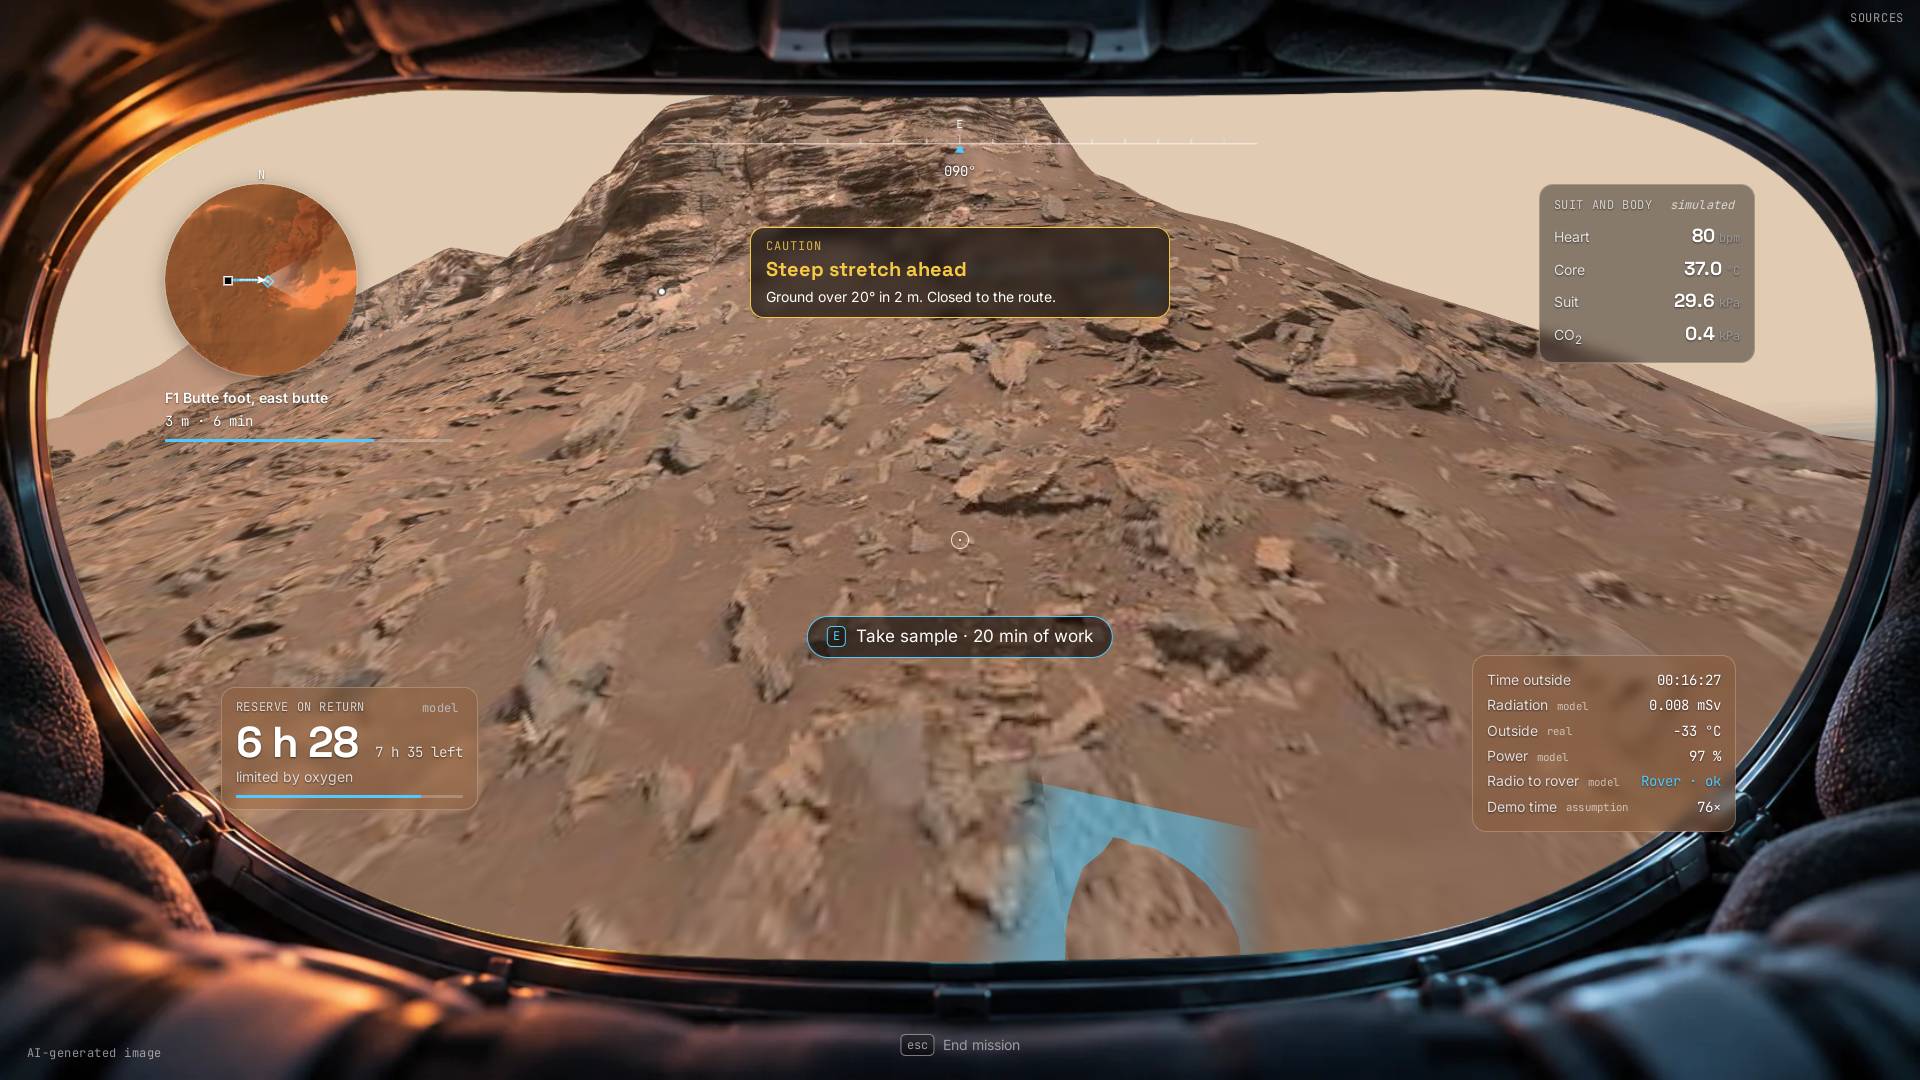 SOURCES
E
090°
N
CAUTION
Steep stretch ahead
Ground over 20° in 2 m. Closed to the route.
SUIT AND BODY simulated
Heart 80 bpm
Core 37.0 °C
Suit 29.6 kPa
CO2 0.4 kPa
F1 Butte foot, east butte
3 m · 6 min
E Take sample · 20 min of work
RESERVE ON RETURN model
6 h 28 7 h 35 left
limited by oxygen
Time outside 00:16:27
Radiation model 0.008 mSv
Outside real -33 °C
Power model 97 %
Radio to rover model Rover · ok
Demo time assumption 76×
esc End mission
AI-generated image